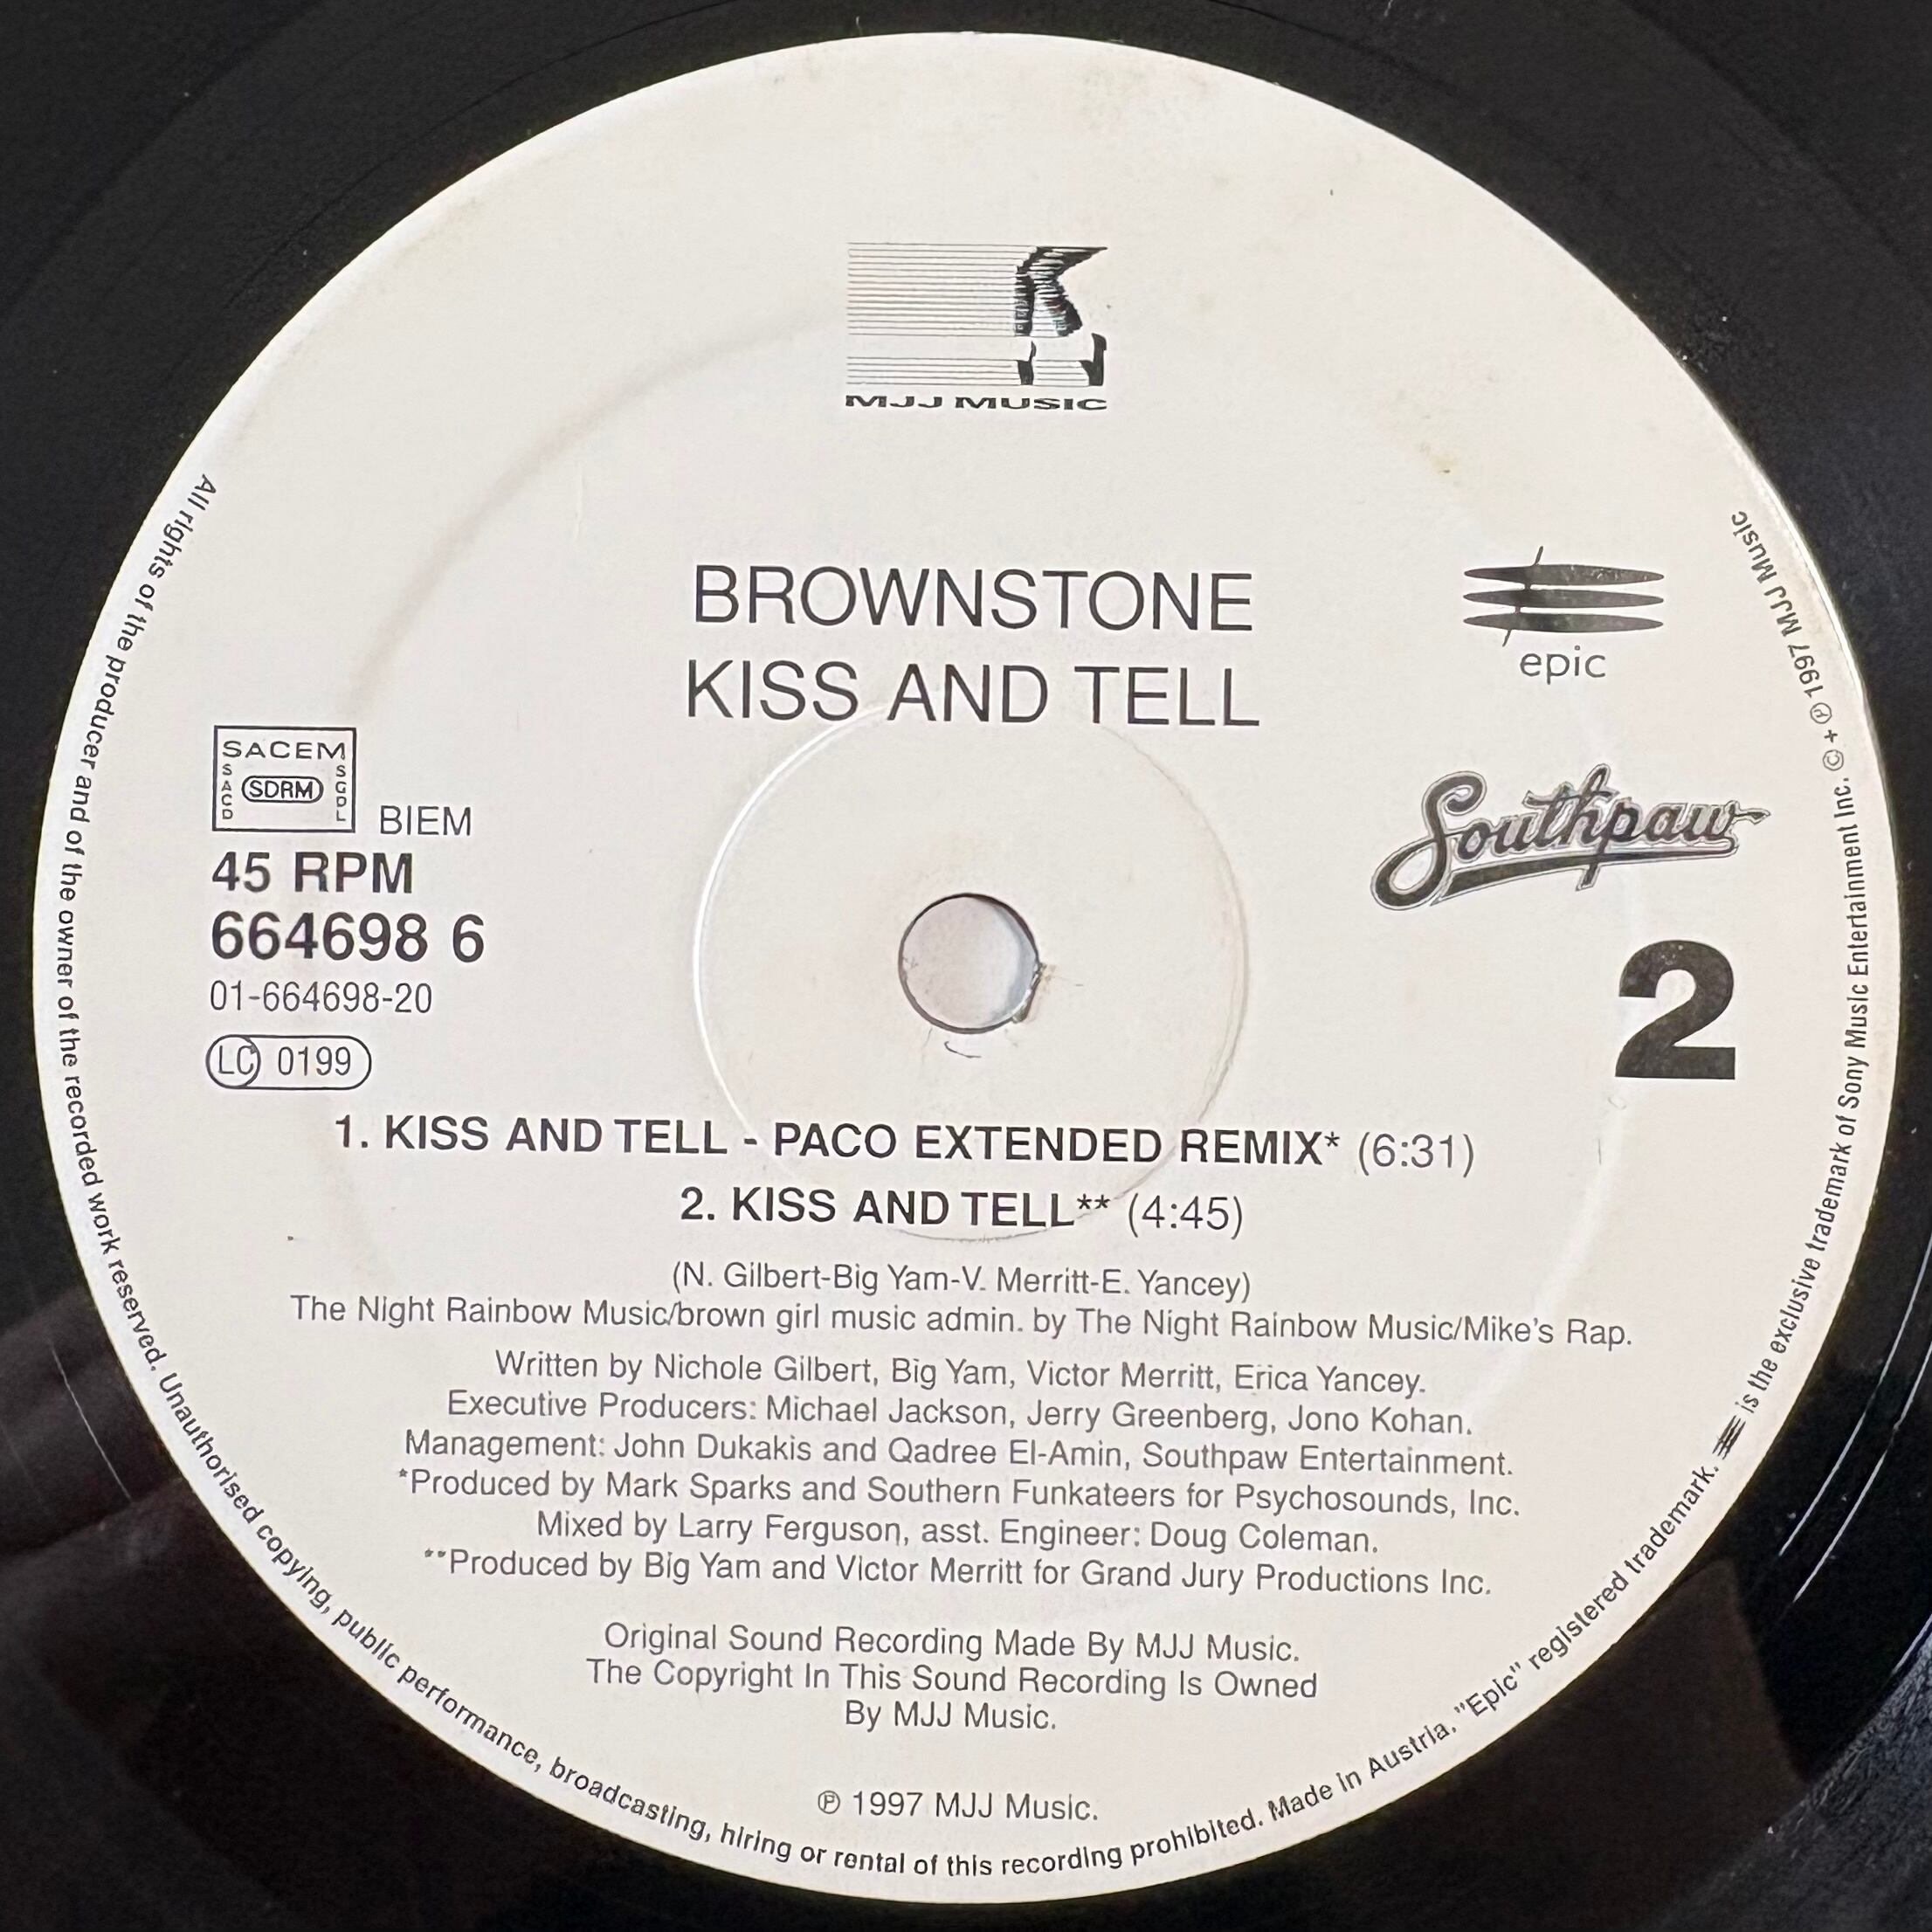 MJJ MUSIC
BROWNSTONE
KISS AND TELL
epic
Southpaw
2
SACEM
SACD
SDRM
SGDL
BIEM
45 RPM
664698 6
01-664698-20
LC 0199
1. KISS AND TELL - PACO EXTENDED REMIX* (6:31)
2. KISS AND TELL** (4:45)
(N. Gilbert-Big Yam-V. Merritt-E. Yancey)
The Night Rainbow Music/brown girl music admin. by The Night Rainbow Music/Mike's Rap.
Written by Nichole Gilbert, Big Yam, Victor Merritt, Erica Yancey.
Executive Producers: Michael Jackson, Jerry Greenberg, Jono Kohan.
Management: John Dukakis and Qadree El-Amin, Southpaw Entertainment.
*Produced by Mark Sparks and Southern Funkateers for Psychosounds, Inc.
Mixed by Larry Ferguson, asst. Engineer: Doug Coleman.
**Produced by Big Yam and Victor Merritt for Grand Jury Productions Inc.
Original Sound Recording Made By MJJ Music.
The Copyright In This Sound Recording Is Owned
By MJJ Music.
℗ 1997 MJJ Music.
All rights of the producer and of the owner of the recorded work reserved. Unauthorised copying, public performance, broadcasting, hiring or rental of this recording prohibited. Made in Austria. "Epic" registered trademark. is the exclusive trademark of Sony Music Entertainment Inc. © + ℗ 1997 MJJ Music